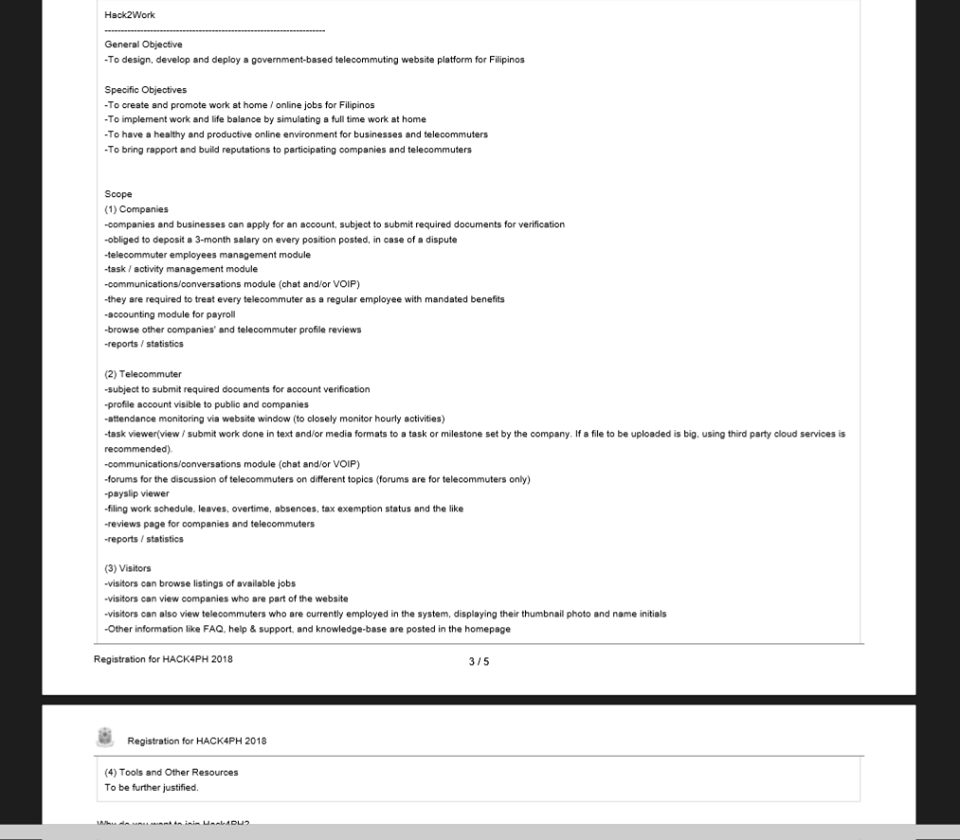 Hack2Work
--------------------------------------------------------------------------
General Objective
-To design, develop and deploy a government-based telecommuting website platform for Filipinos
Specific Objectives
-To create and promote work at home / online jobs for Filipinos
-To implement work and life balance by simulating a full time work at home
-To have a healthy and productive online environment for businesses and telecommuters
-To bring rapport and build reputations to participating companies and telecommuters
Scope
(1) Companies
-companies and businesses can apply for an account, subject to submit required documents for verification
-obliged to deposit a 3-month salary on every position posted, in case of a dispute
-telecommuter employees management module
-task / activity management module
-communications/conversations module (chat and/or VOIP)
-they are required to treat every telecommuter as a regular employee with mandated benefits
-accounting module for payroll
-browse other companies' and telecommuter profile reviews
-reports / statistics
(2) Telecommuter
-subject to submit required documents for account verification
-profile account visible to public and companies
-attendance monitoring via website window (to closely monitor hourly activities)
-task viewer(view / submit work done in text and/or media formats to a task or milestone set by the company. If a file to be uploaded is big, using third party cloud services is
recommended).
-communications/conversations module (chat and/or VOIP)
-forums for the discussion of telecommuters on different topics (forums are for telecommuters only)
-payslip viewer
-filing work schedule, leaves, overtime, absences, tax exemption status and the like
-reviews page for companies and telecommuters
-reports / statistics
(3) Visitors
-visitors can browse listings of available jobs
-visitors can view companies who are part of the website
-visitors can also view telecommuters who are currently employed in the system, displaying their thumbnail photo and name initials
-Other information like FAQ, help & support, and knowledge-base are posted in the homepage
Registration for HACK4PH 2018
3 / 5
Registration for HACK4PH 2018
(4) Tools and Other Resources
To be further justified.
Why do you want to join Hack4PH?